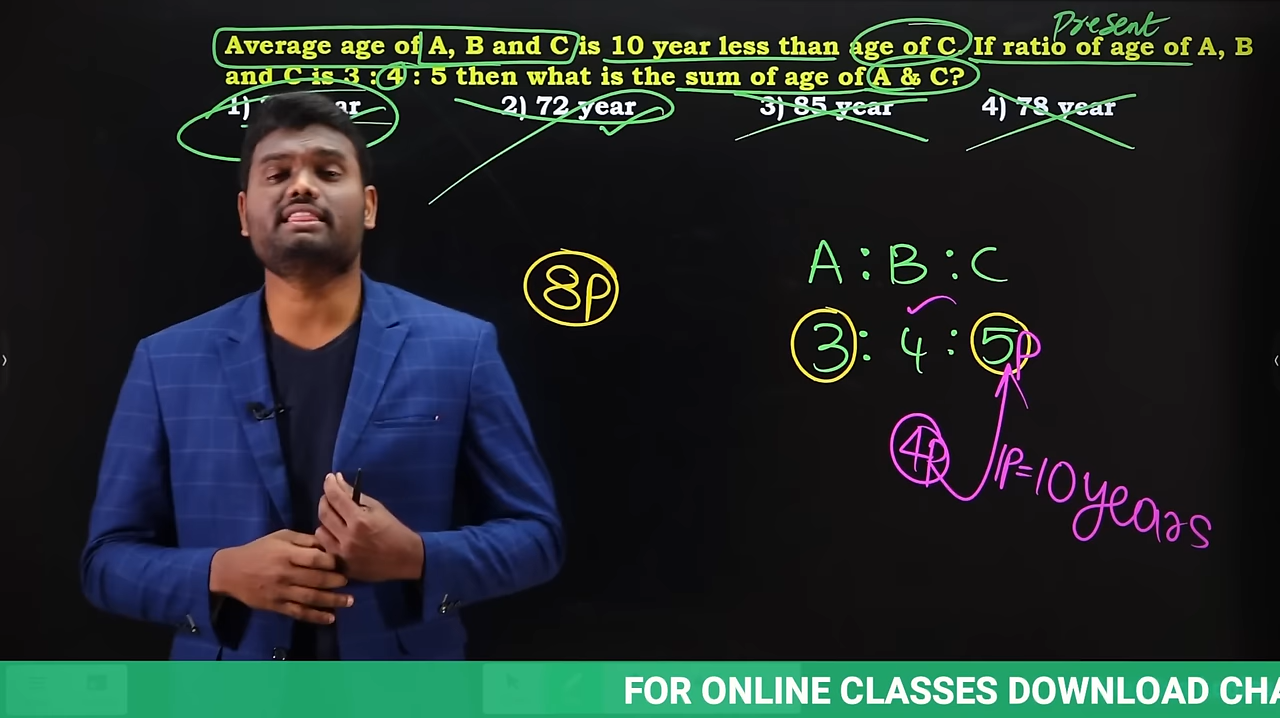 Present
Average age of A, B and C is 10 year less than age of C. If ratio of age of A, B
and C is 3 : 4 : 5 then what is the sum of age of A & C?
1) ar 2) 72 year 3) 85 year 4) 78 year
A : B : C
8P
3 : 4 : 5P
4P
1P=10 years
FOR ONLINE CLASSES DOWNLOAD CHA